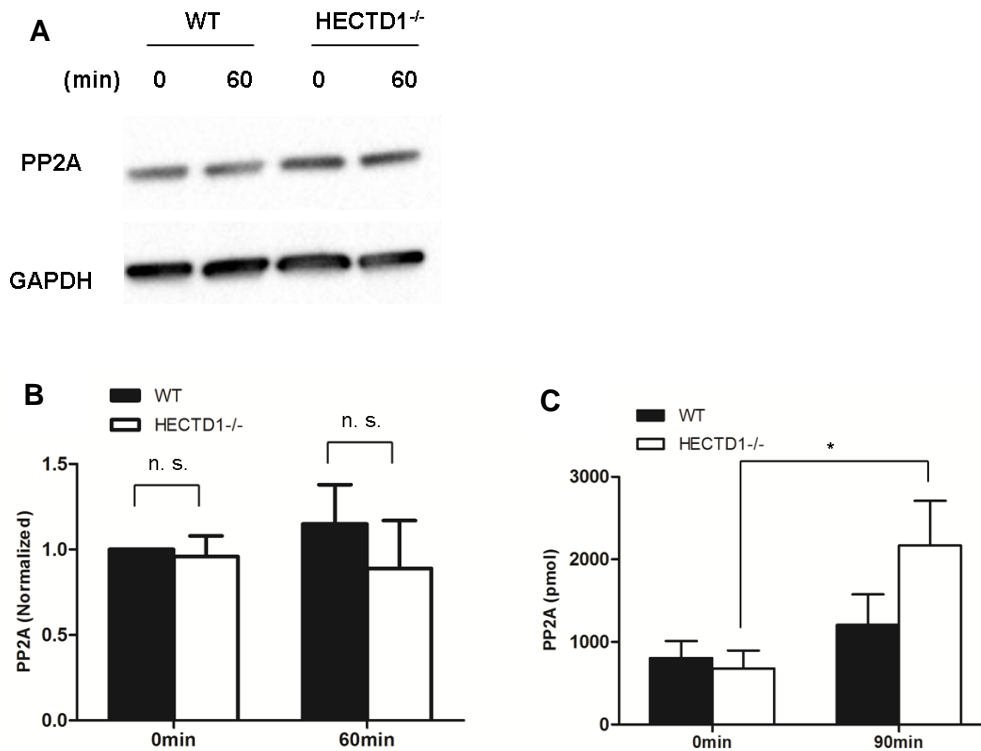 A
WT HECTD1-/-
(min) 0 60 0 60
PP2A
GAPDH
B
WT
HECTD1-/-
n. s.
n. s.
PP2A (Normalized)
1.5
1.0
0.5
0.0
0min 60min
C
WT
HECTD1-/-
*
PP2A (pmol)
3000
2000
1000
0
0min 90min